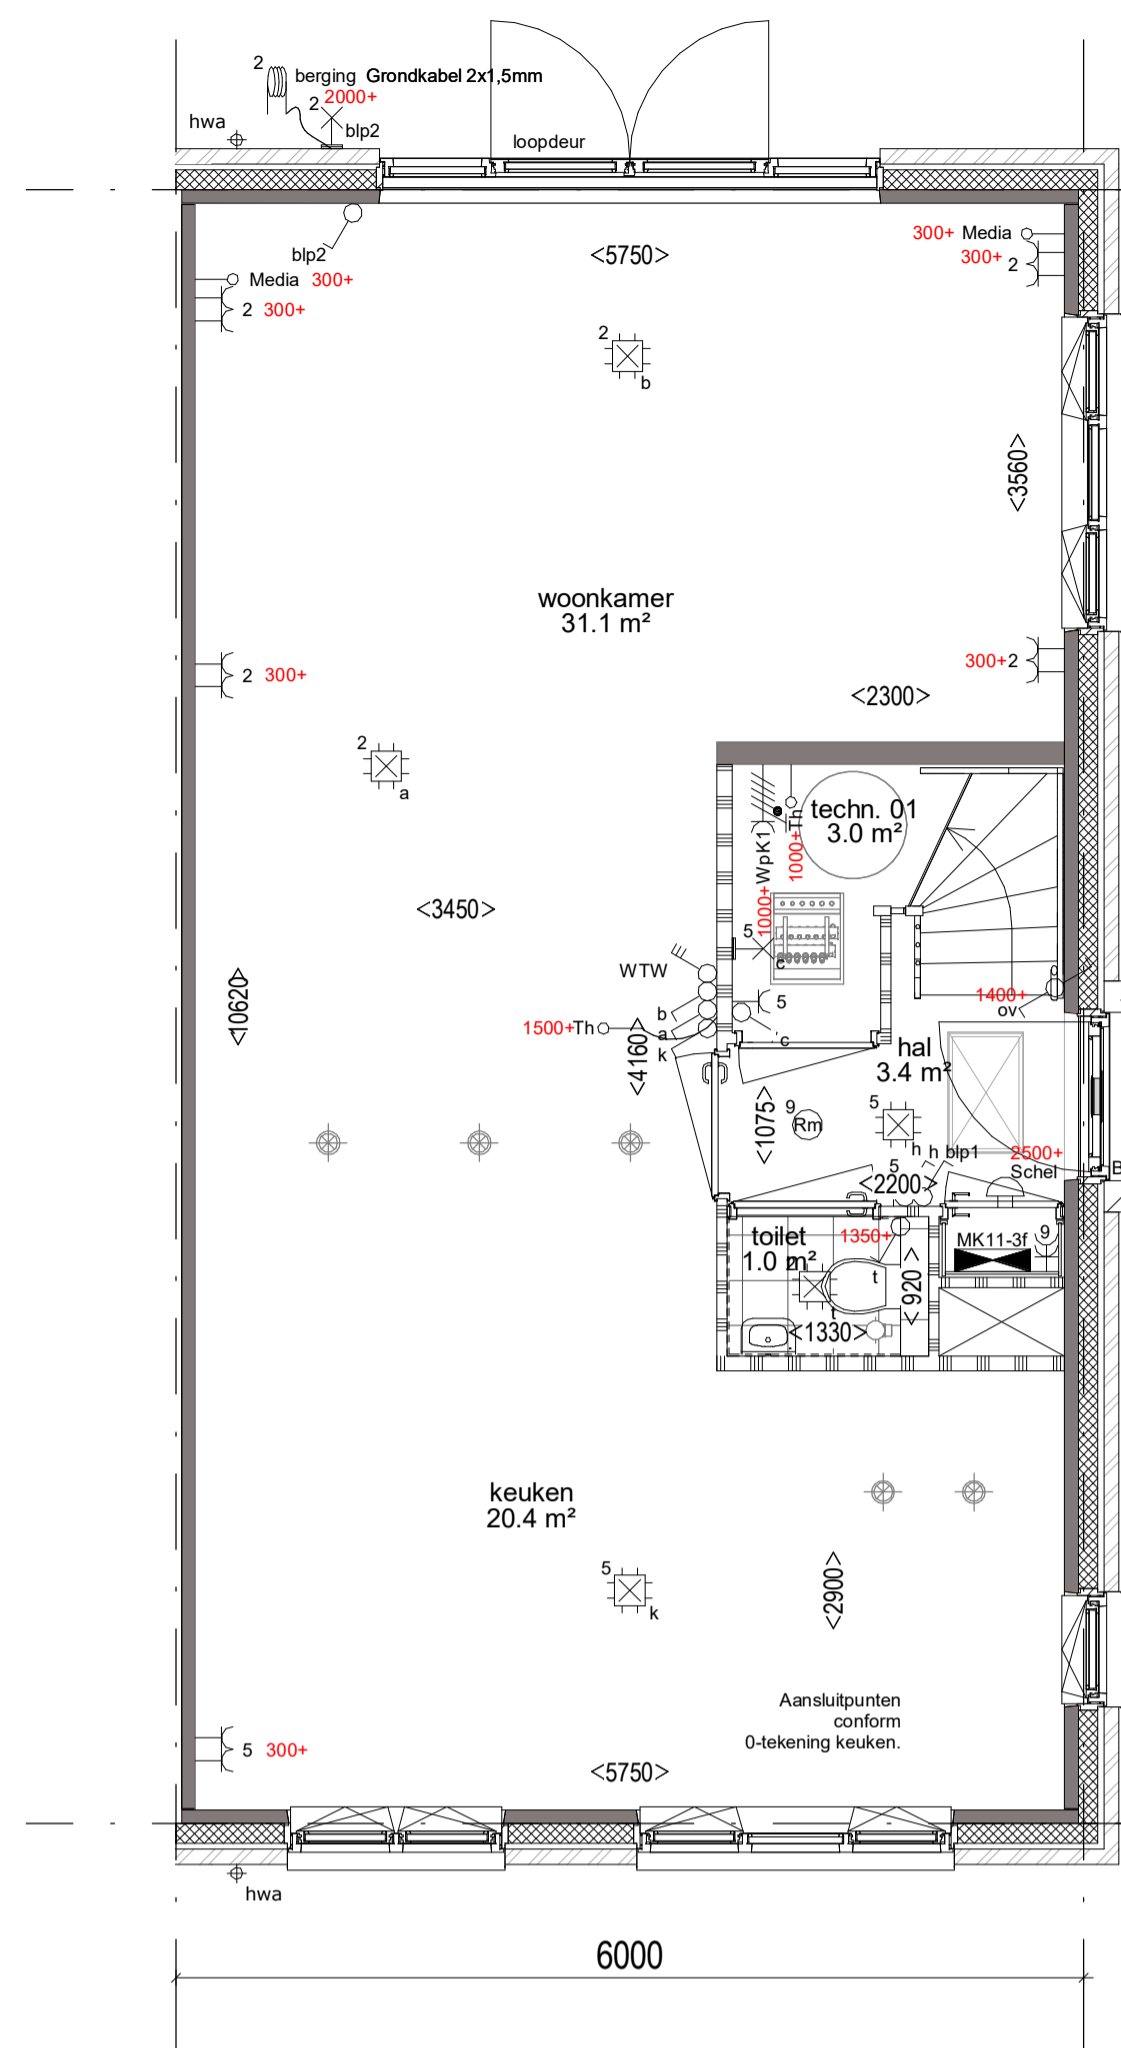 2
berging Grondkabel 2x1,5mm
2 2000+
hwa
blp2
loopdeur
blp2
<5750>
300+ Media
300+
2
Media 300+
2 300+
2
b
<3560>
woonkamer
31.1 m²
2 300+
300+ 2
<2300>
2
a
techn. 01
3.0 m²
Th
1000+
WpK1
1000+
<3450>
5
c
WTW
5
<10620>
b
a
k
1500+ Th
<4160>
c
1400+
ov
hal
3.4 m²
<1075>
9
Rm
5
h
h blp1
5
<2200>
2500+
Schel
B
toilet
1.0 m²
1350+
t
t
<920>
<1330>
MK11-3f
9
keuken
20.4 m²
5
k
<2900>
Aansluitpunten
conform
0-tekening keuken.
5 300+
<5750>
hwa
6000